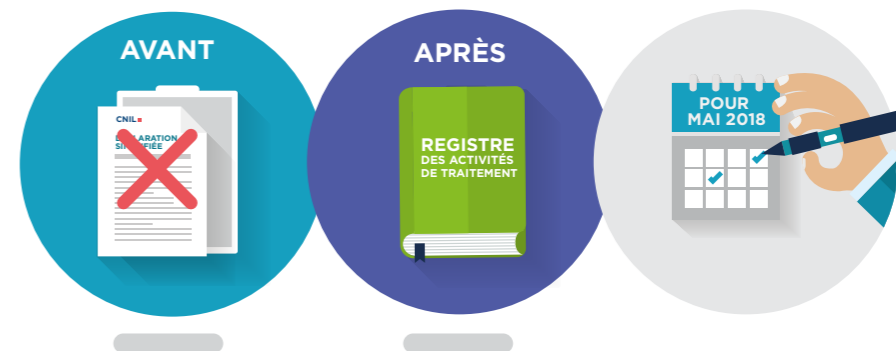 AVANT
CNIL
APRÈS
REGISTRE
DES ACTIVITÉS
DE TRAITEMENT
POUR
MAI 2018